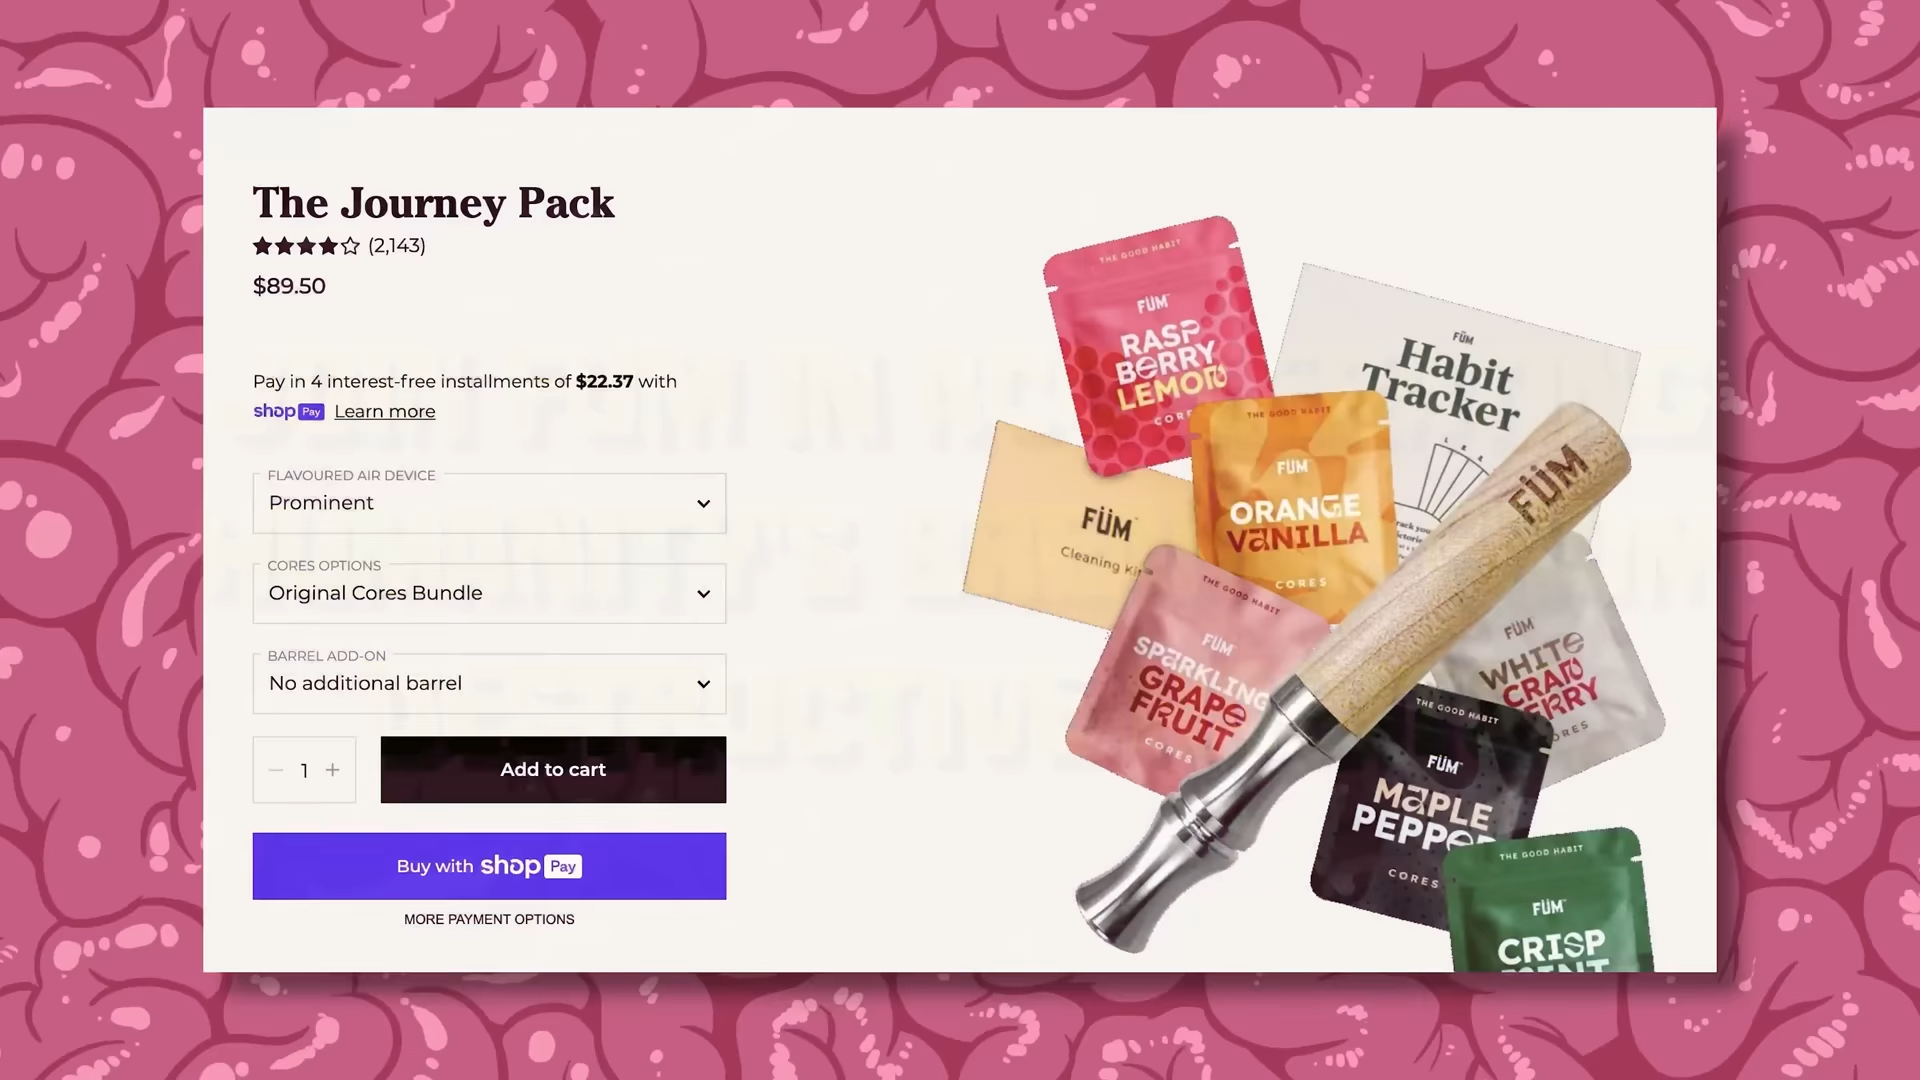 The Journey Pack
(2,143)
$89.50
Pay in 4 interest-free installments of $22.37 with
shop Pay Learn more
FLAVOURED AIR DEVICE
Prominent
CORES OPTIONS
Original Cores Bundle
BARREL ADD-ON
No additional barrel
1
Add to cart
Buy with shop Pay
MORE PAYMENT OPTIONS
THE GOOD HABIT
FÜM
RASP
BERRY
LEMON
FÜM
Habit
Tracker
THE GOOD HABIT
FÜM
ORANGE
VANILLA
CORES
FÜM
Cleaning Kit
FÜM
THE GOOD HABIT
FÜM
SPARKLING
GRAPE
FRUIT
CORES
FÜM
WHITE
CRAN
THE GOOD HABIT
FÜM
MAPLE
PEPPER
CORES
THE GOOD HABIT
FÜM
CRISP
MINT